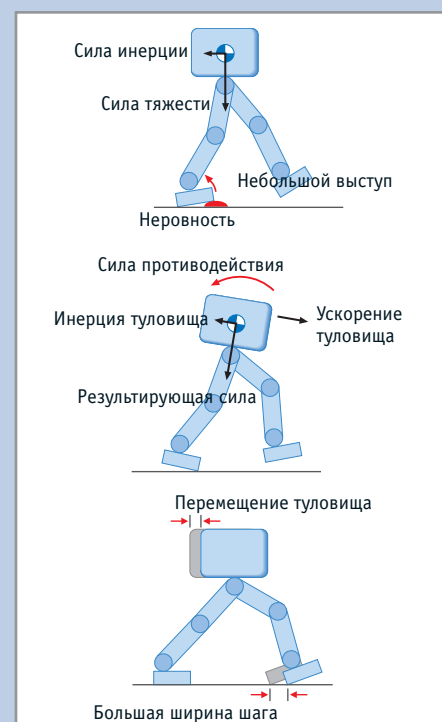 Сила инерции
Сила тяжести
Небольшой выступ
Неровность
Сила противодействия
Инерция туловища
Ускорение
туловища
Результирующая сила
Перемещение туловища
Большая ширина шага